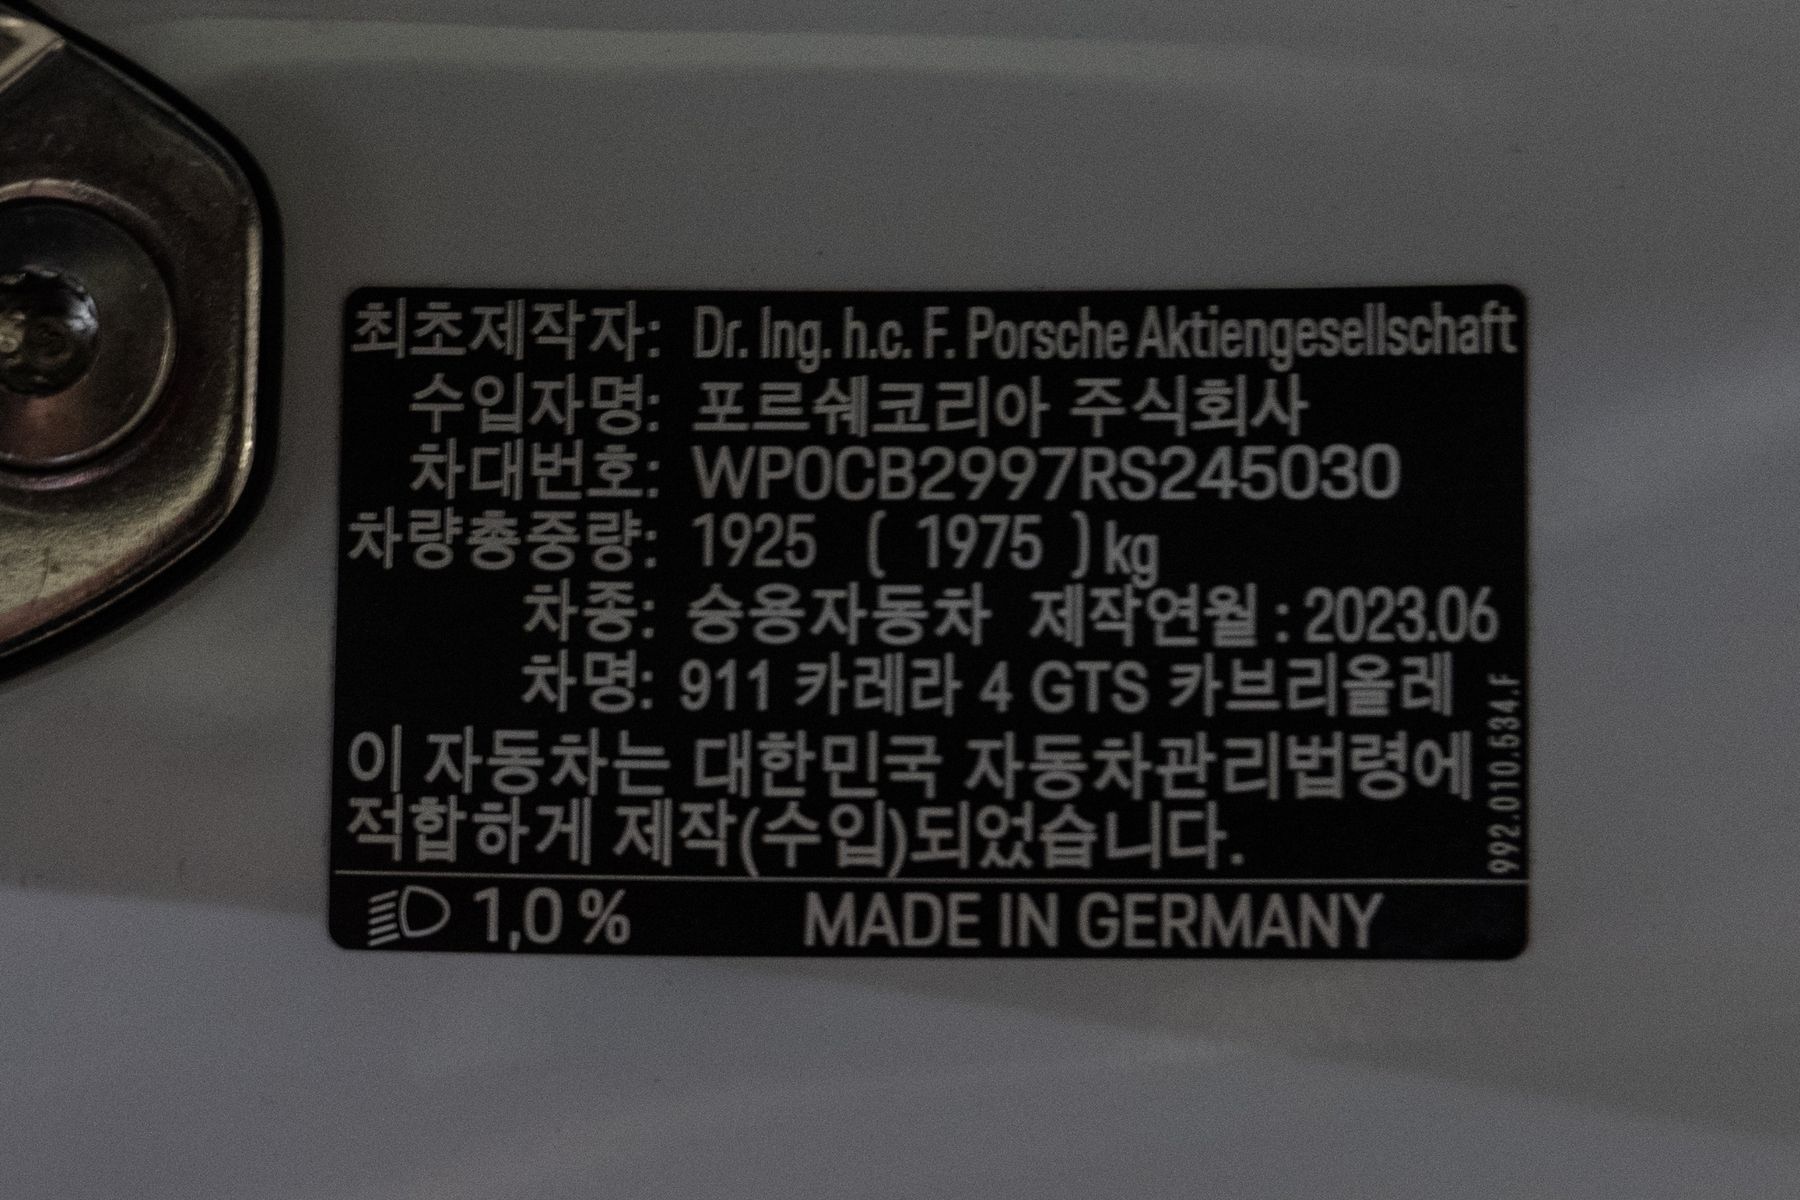 최초제작자: Dr. Ing. h.c. F. Porsche Aktiengesellschaft
수입자명: 포르쉐코리아 주식회사
차대번호: WP0CB2997RS245030
차량총중량: 1925 ( 1975 ) kg
차종: 승용자동차 제작연월 : 2023.06
차명: 911 카레라 4 GTS 카브리올레
이 자동차는 대한민국 자동차관리법령에
적합하게 제작(수입)되었습니다.
992.010.534.F
1,0 % MADE IN GERMANY